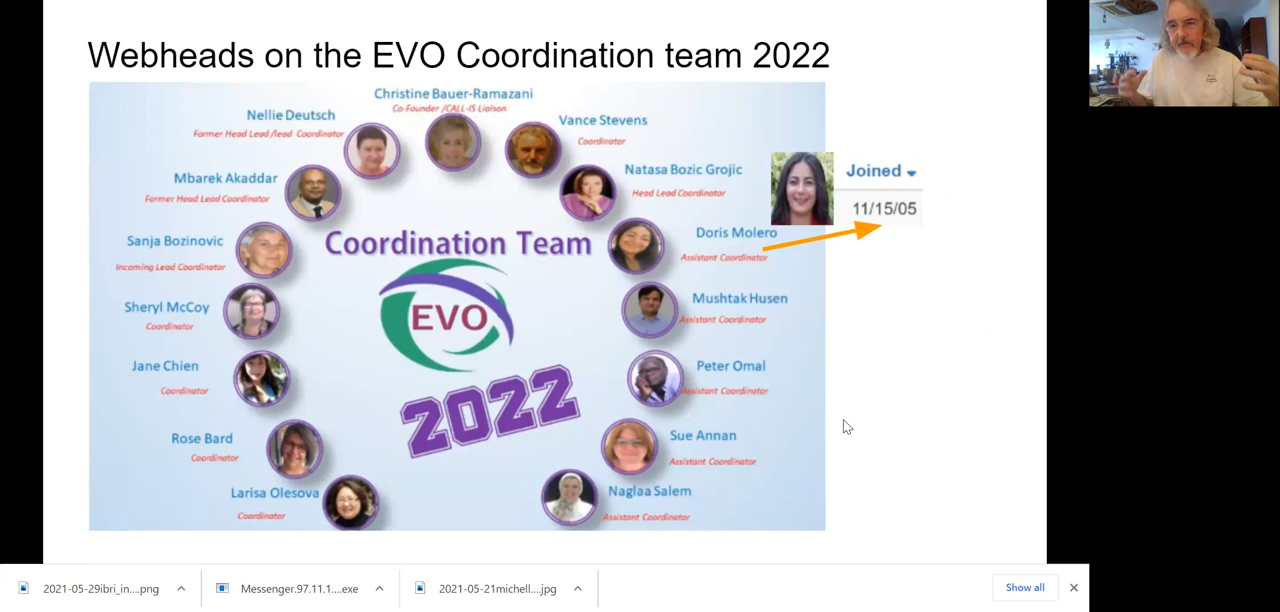 Webheads on the EVO Coordination team 2022
Christine Bauer-Ramazani
Co-Founder /CALL-IS Liaison
Nellie Deutsch
Former Head Lead /lead Coordinator
Vance Stevens
Coordinator
Mbarek Akaddar
Former Head Lead Coordinator
Natasa Bozic Grojic
Head Lead Coordinator
Joined
11/15/05
Sanja Bozinovic
Incoming Lead Coordinator
Coordination Team
Doris Molero
Assistant Coordinator
Sheryl McCoy
Coordinator
EVO
Mushtak Husen
Assistant Coordinator
Jane Chien
Coordinator
2022
Peter Omal
Assistant Coordinator
Rose Bard
Coordinator
Sue Annan
Assistant Coordinator
Larisa Olesova
Coordinator
Naglaa Salem
Assistant Coordinator
2021-05-29ibri_in....png
Messenger.97.11.1....exe
2021-05-21michell....jpg
Show all